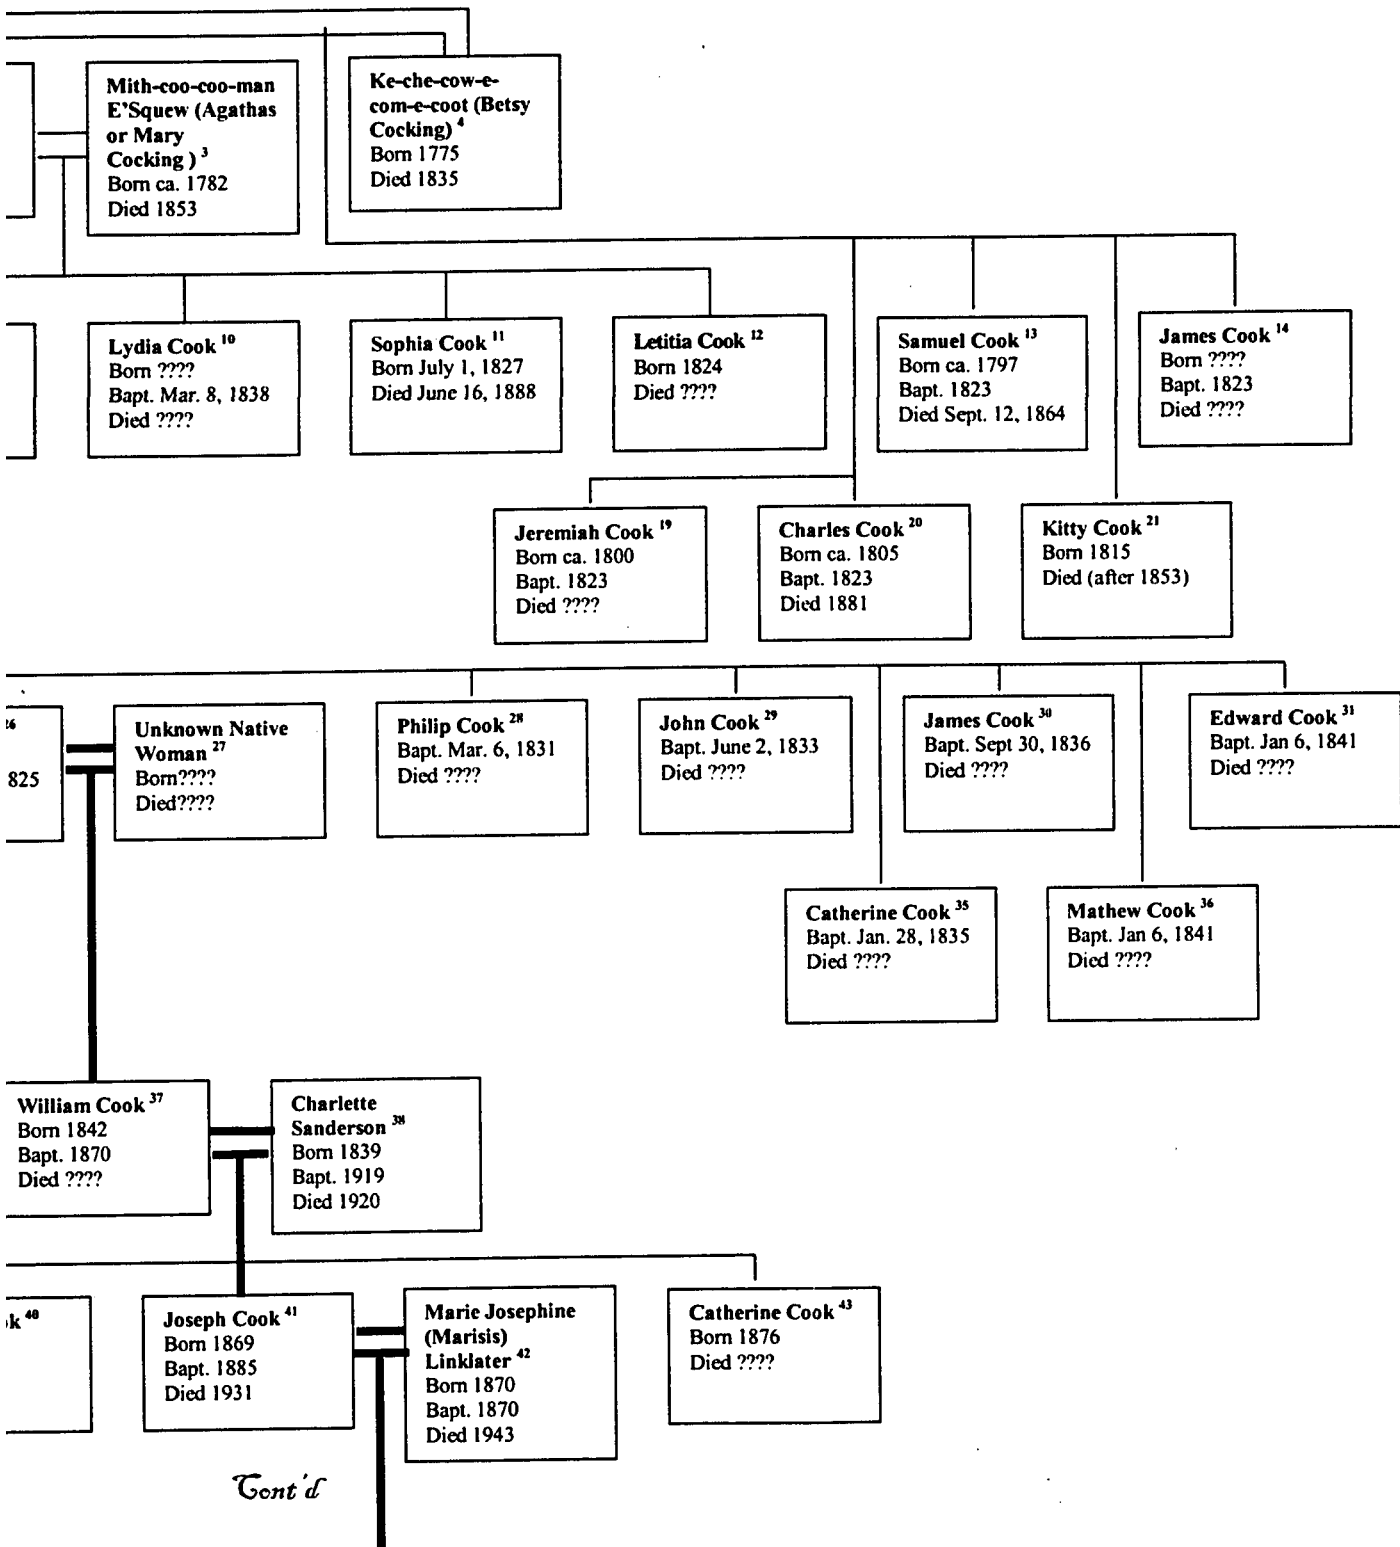 Mith-coo-coo-man
E'Squew (Agathas
or Mary
Cocking ) 3
Born ca. 1782
Died 1853
Ke-che-cow-e-
com-e-coot (Betsy
Cocking) 4
Born 1775
Died 1835
Lydia Cook 10
Born ????
Bapt. Mar. 8, 1838
Died ????
Sophia Cook 11
Born July 1, 1827
Died June 16, 1888
Letitia Cook 12
Born 1824
Died ????
Samuel Cook 13
Born ca. 1797
Bapt. 1823
Died Sept. 12, 1864
James Cook 14
Born ????
Bapt. 1823
Died ????
Jeremiah Cook 19
Born ca. 1800
Bapt. 1823
Died ????
Charles Cook 20
Born ca. 1805
Bapt. 1823
Died 1881
Kitty Cook 21
Born 1815
Died (after 1853)
26
825
Unknown Native
Woman 27
Born????
Died????
Philip Cook 28
Bapt. Mar. 6, 1831
Died ????
John Cook 29
Bapt. June 2, 1833
Died ????
James Cook 30
Bapt. Sept 30, 1836
Died ????
Edward Cook 31
Bapt. Jan 6, 1841
Died ????
Catherine Cook 35
Bapt. Jan. 28, 1835
Died ????
Mathew Cook 36
Bapt. Jan 6, 1841
Died ????
William Cook 37
Born 1842
Bapt. 1870
Died ????
Charlette
Sanderson 38
Born 1839
Bapt. 1919
Died 1920
k 40
Joseph Cook 41
Born 1869
Bapt. 1885
Died 1931
Marie Josephine
(Marisis)
Linklater 42
Born 1870
Bapt. 1870
Died 1943
Catherine Cook 43
Born 1876
Died ????
Cont'd